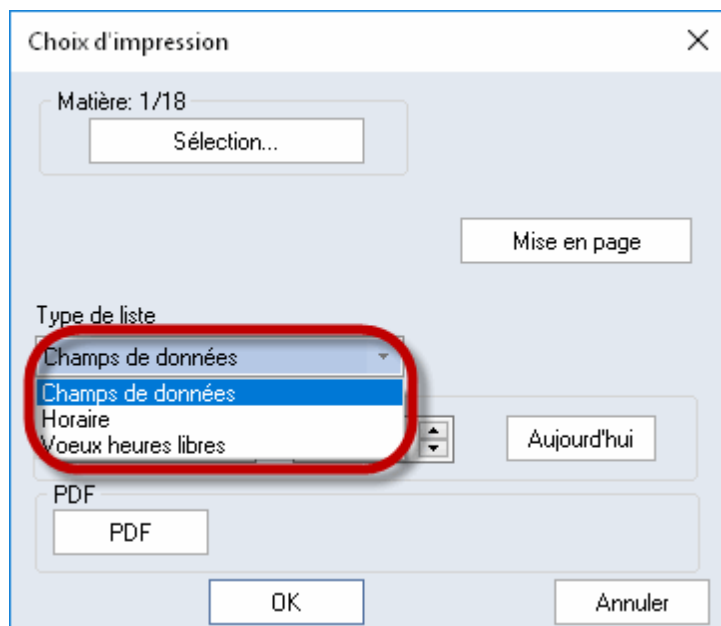 Choix d'impression
Matière: 1/18
Sélection...
Mise en page
Type de liste
Champs de données
Champs de données
Horaire
Voeux heures libres
Aujourd'hui
PDF
PDF
OK
Annuler